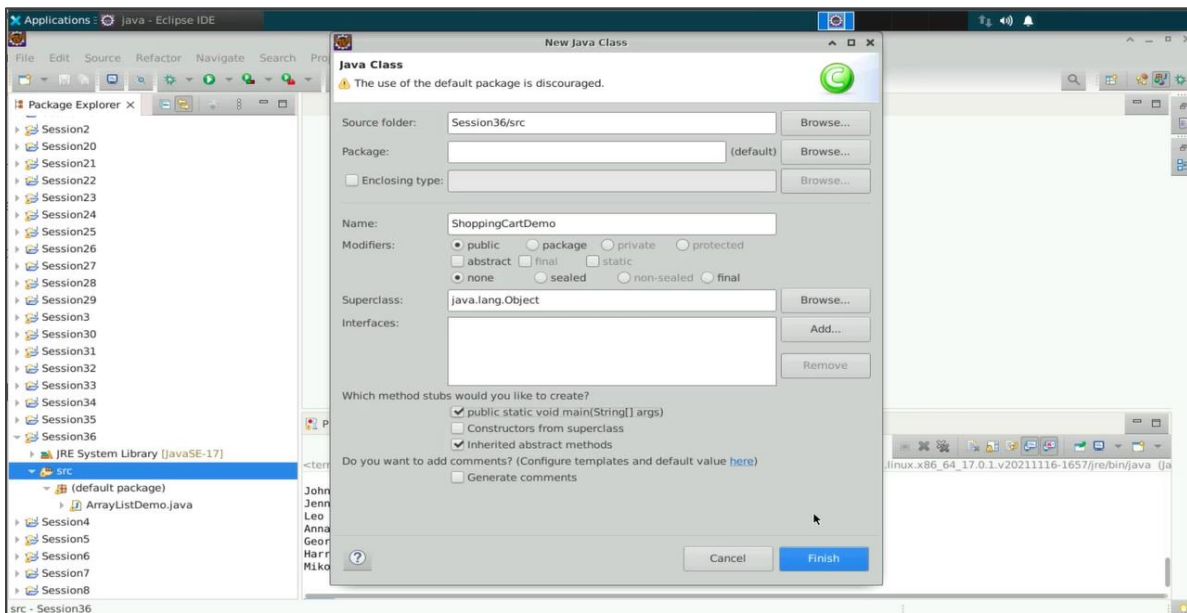 Applications : java - Eclipse IDE
New Java Class
File Edit Source Refactor Navigate Search Pro
Java Class
The use of the default package is discouraged.
Package Explorer
Source folder: Session36/src Browse...
Package: (default) Browse...
Enclosing type: Browse...
Name: ShoppingCartDemo
Modifiers: public package private protected
abstract final static
none sealed non-sealed final
Superclass: java.lang.Object Browse...
Interfaces: Add...
Remove
Which method stubs would you like to create?
public static void main(String[] args)
Constructors from superclass
Inherited abstract methods
Do you want to add comments? (Configure templates and default value here)
Generate comments
Cancel Finish
Session2
Session20
Session21
Session22
Session23
Session24
Session25
Session26
Session27
Session28
Session29
Session3
Session30
Session31
Session32
Session33
Session34
Session35
Session36
JRE System Library [JavaSE-17]
src
(default package)
ArrayListDemo.java
Session4
Session5
Session6
Session7
Session8
P
<ter
.linux.x86_64_17.0.1.v20211116-1657/jre/bin/java (Ja
John
Jenn
Leo
Anna
Geor
Harr
Miko
src - Session36